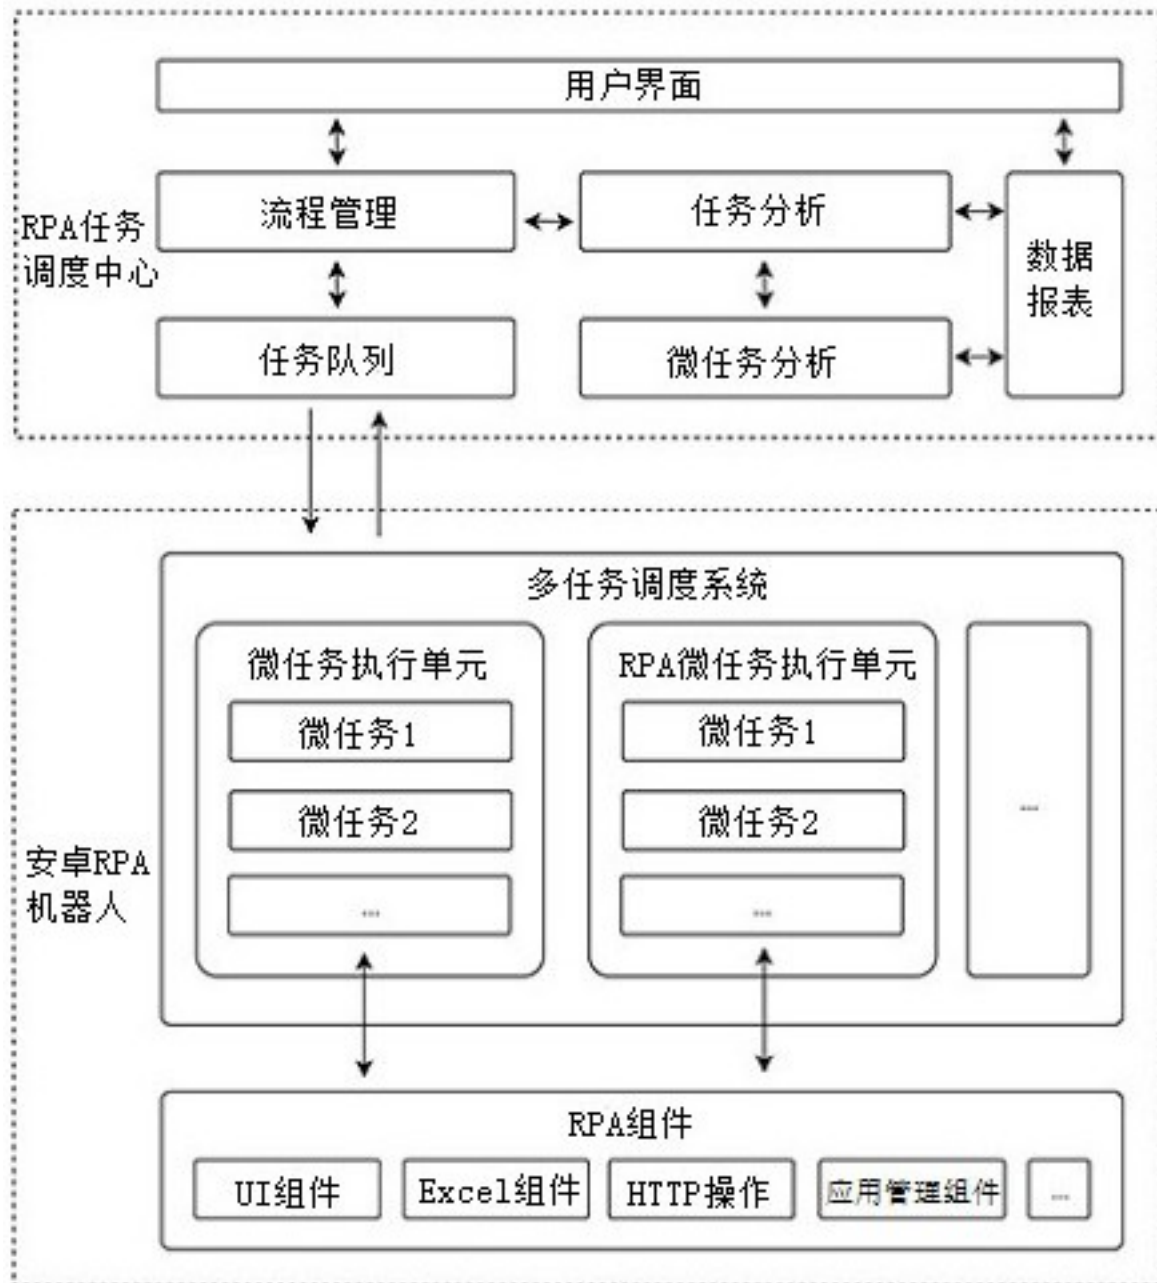 用户界面
流程管理
任务分析
RPA任务
调度中心
数据
报表
任务队列
微任务分析
多任务调度系统
微任务执行单元
RPA微任务执行单元
微任务1
微任务1
微任务2
微任务2
...
...
...
安卓RPA
机器人
RPA组件
UI组件
Excel组件
HTTP操作
应用管理组件
...